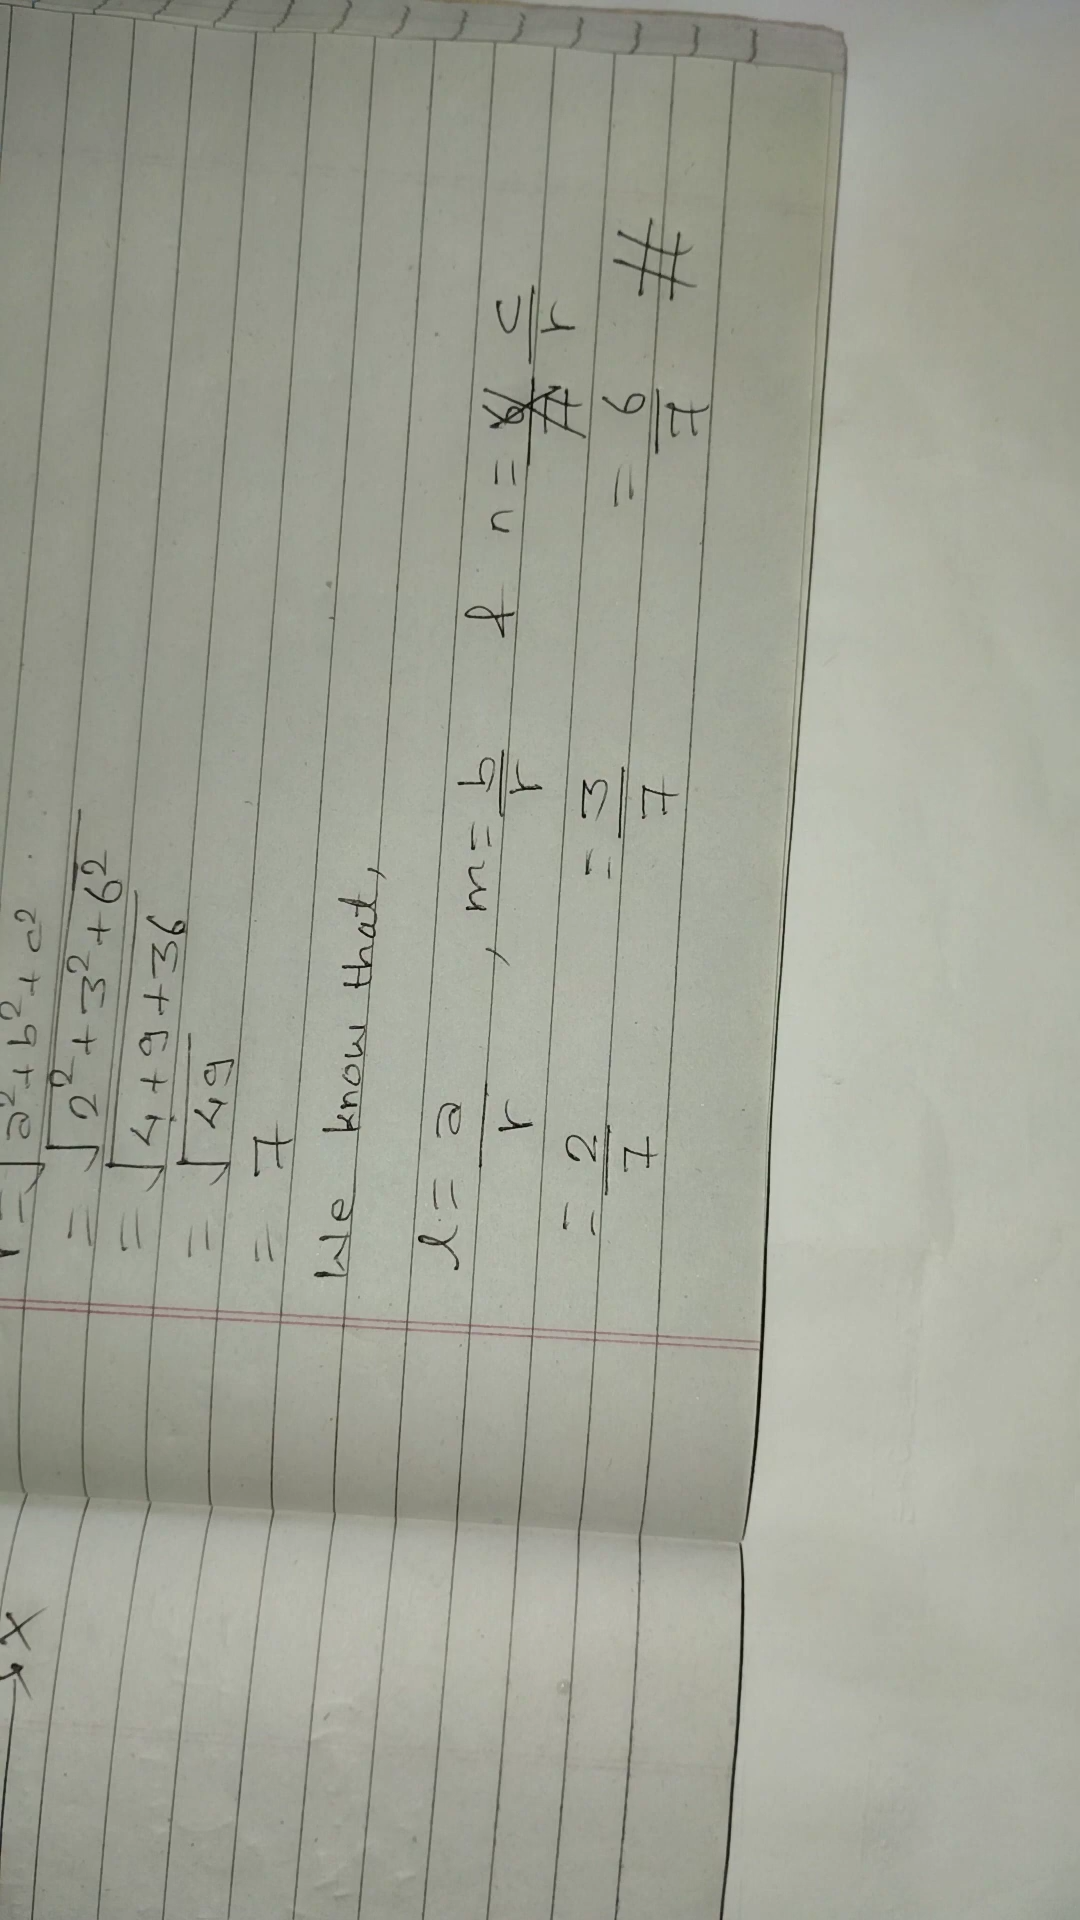 r = √a² + b² + c²
= √2² + 3² + 6²
= √4 + 9 + 36
= √49
= 7
We know that,
l = a/r , m = b/r & n = c/r
= 2/7 = 3/7 = 6/7 #
x